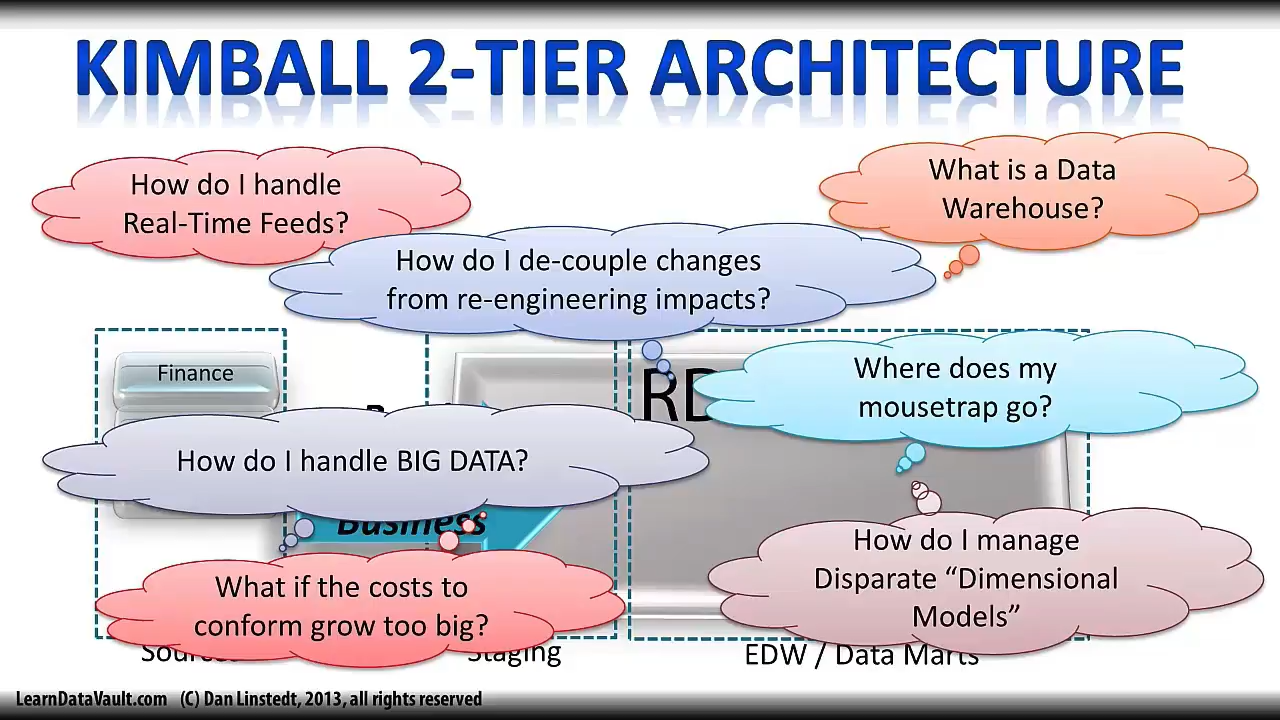 KIMBALL 2-TIER ARCHITECTURE
How do I handle
Real-Time Feeds?
What is a Data
Warehouse?
How do I de-couple changes
from re-engineering impacts?
Finance
Where does my
mousetrap go?
How do I handle BIG DATA?
Business
How do I manage
Disparate “Dimensional
Models”
What if the costs to
conform grow too big?
Staging
EDW / Data Marts
LearnDataVault.com (C) Dan Linstedt, 2013, all rights reserved